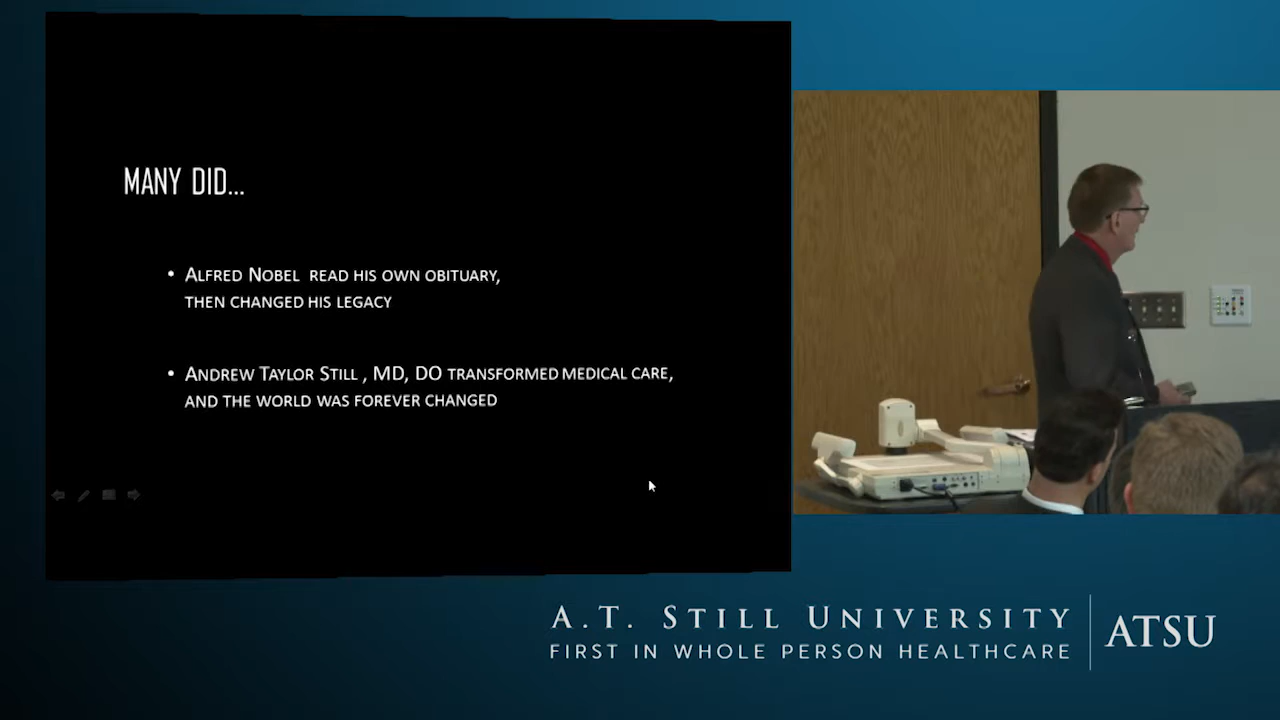 MANY DID...
• ALFRED NOBEL READ HIS OWN OBITUARY,
THEN CHANGED HIS LEGACY
• ANDREW TAYLOR STILL , MD, DO TRANSFORMED MEDICAL CARE,
AND THE WORLD WAS FOREVER CHANGED
A.T. STILL UNIVERSITY
FIRST IN WHOLE PERSON HEALTHCARE
ATSU